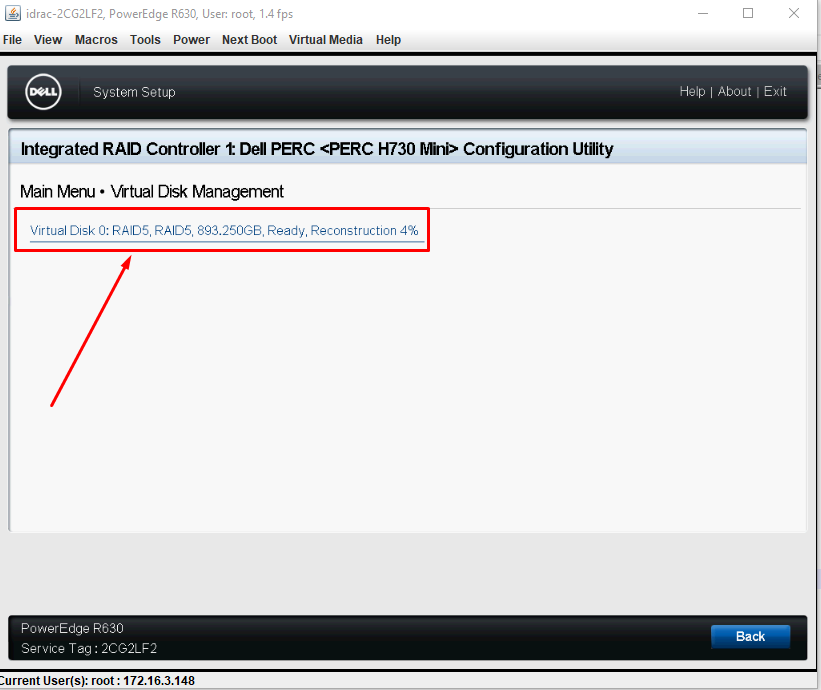 idrac-2CG2LF2, PowerEdge R630, User: root, 1.4 fps
File View Macros Tools Power Next Boot Virtual Media Help
DELL System Setup Help | About | Exit
Integrated RAID Controller 1: Dell PERC <PERC H730 Mini> Configuration Utility
Main Menu • Virtual Disk Management
Virtual Disk 0: RAID5, RAID5, 893.250GB, Ready, Reconstruction 4%
PowerEdge R630
Service Tag : 2CG2LF2
Back
Current User(s): root : 172.16.3.148